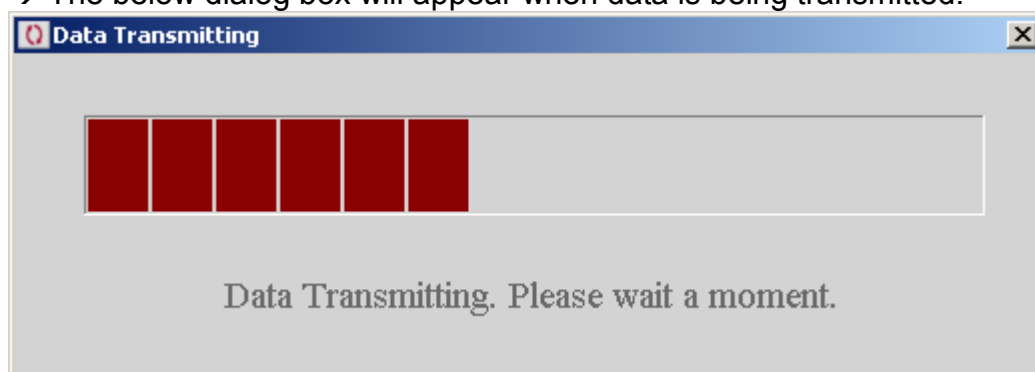 The below dialog box will appear when data is being transmitted.
Data Transmitting
Data Transmitting. Please wait a moment.